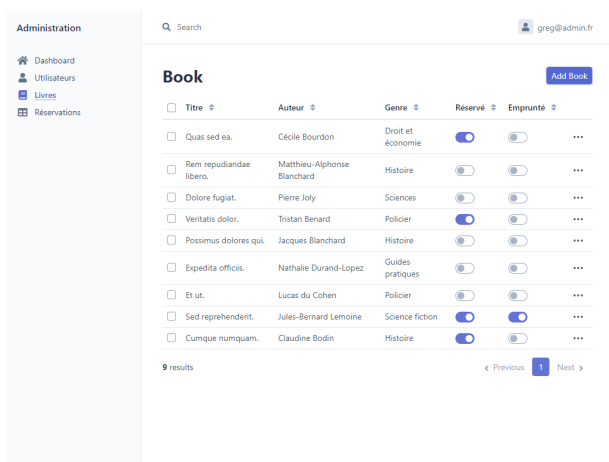 Administration
Search
greg@admin.fr
Dashboard
Utilisateurs
Livres
Réservations
Book
Add Book
Titre Auteur Genre Réservé Emprunté
Quas sed ea. Cécile Bourdon Droit et économie
Rem repudiandae libero. Matthieu-Alphonse Blanchard Histoire
Dolore fugiat. Pierre Joly Sciences
Veritatis dolor. Tristan Benard Policier
Possimus dolores qui. Jacques Blanchard Histoire
Expedita officiis. Nathalie Durand-Lopez Guides pratiques
Et ut. Lucas du Cohen Policier
Sed reprehenderit. Jules-Bernard Lemoine Science fiction
Cumque numquam. Claudine Bodin Histoire
9 results
Previous 1 Next